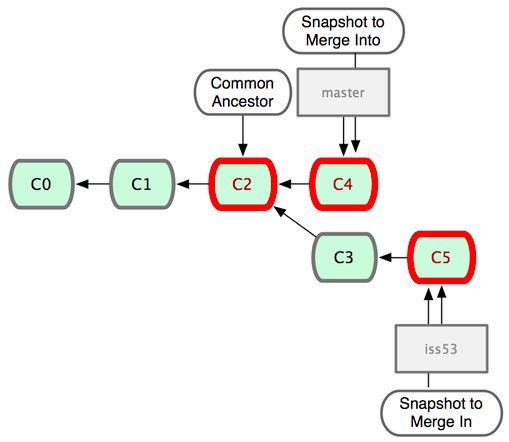 Snapshot to
Merge Into
master
Common
Ancestor
C0
C1
C2
C4
C3
C5
iss53
Snapshot to
Merge In